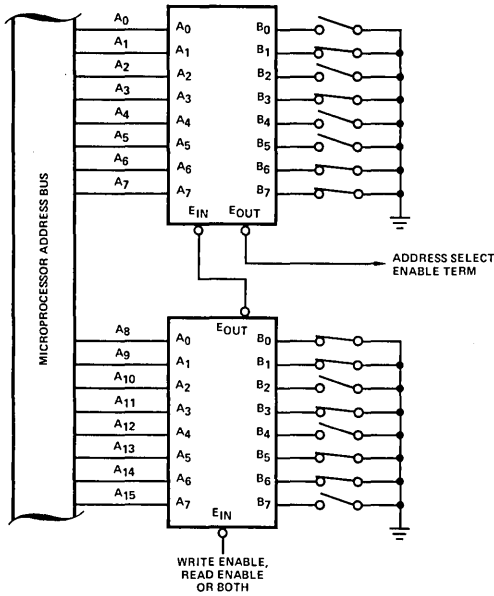 MICROPROCESSOR ADDRESS BUS
A0 A0 B0
A1 A1 B1
A2 A2 B2
A3 A3 B3
A4 A4 B4
A5 A5 B5
A6 A6 B6
A7 A7 B7
EIN EOUT
ADDRESS SELECT
ENABLE TERM
EOUT
A8 A0 B0
A9 A1 B1
A10 A2 B2
A11 A3 B3
A12 A4 B4
A13 A5 B5
A14 A6 B6
A15 A7 B7
EIN
WRITE ENABLE,
READ ENABLE
OR BOTH